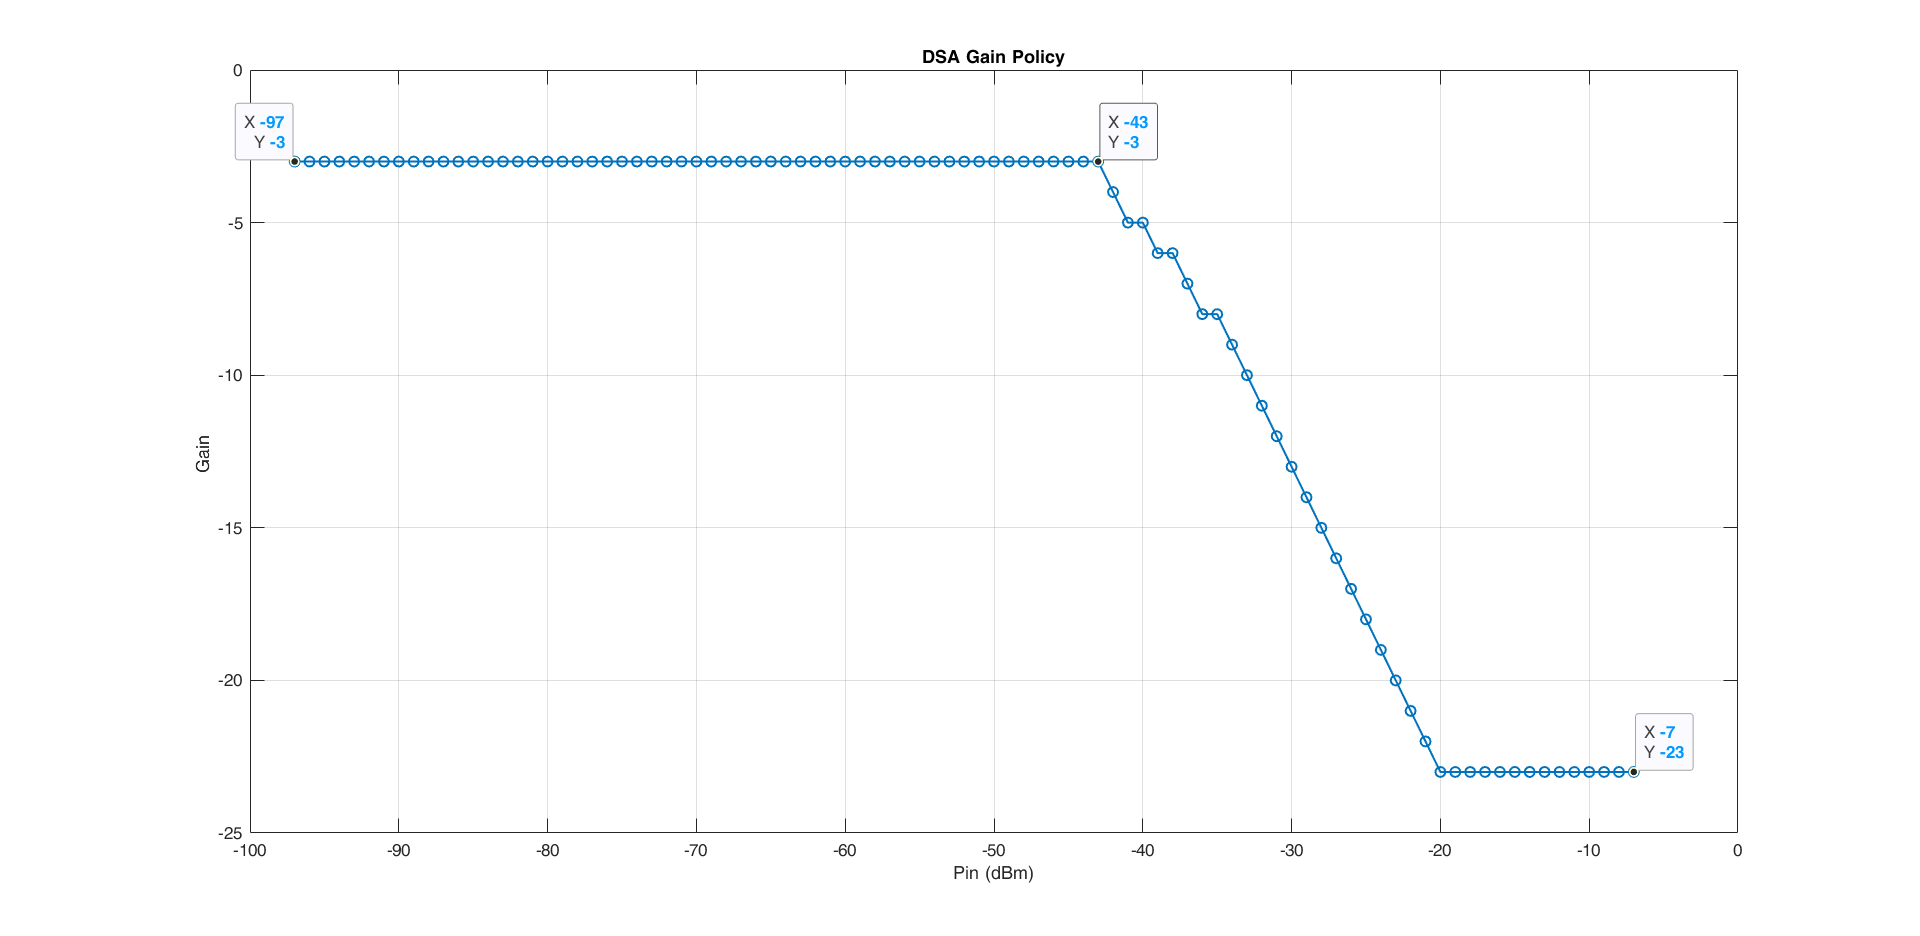 DSA Gain Policy
0
X -97
Y -3
X -43
Y -3
-5
-10
Gain
-15
-20
X -7
Y -23
-25
-100 -90 -80 -70 -60 -50 -40 -30 -20 -10 0
Pin (dBm)